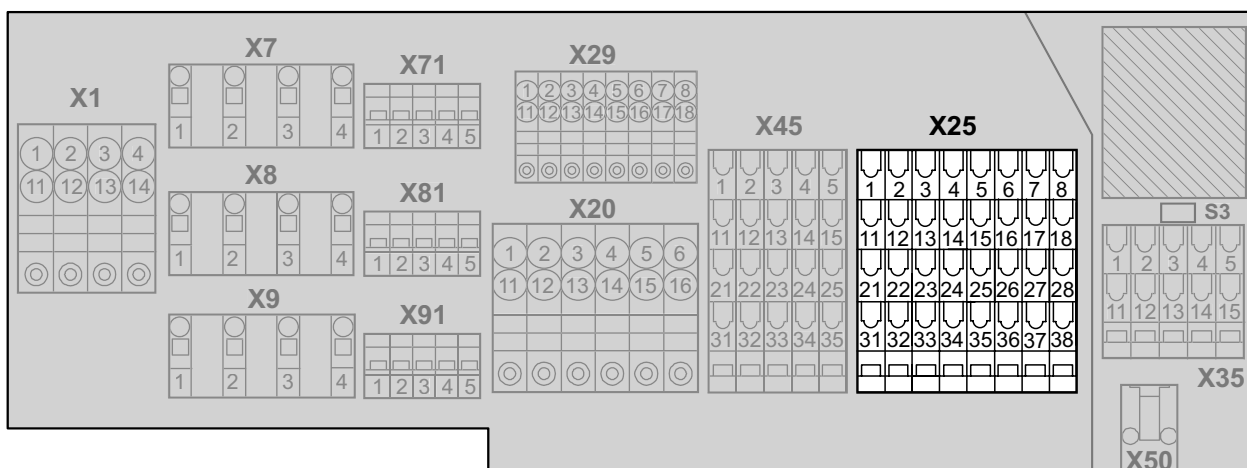 X1
1 2 3 4
11 12 13 14
X7
1 2 3 4
X8
1 2 3 4
X9
1 2 3 4
X71
1 2 3 4 5
X81
1 2 3 4 5
X91
1 2 3 4 5
X29
1 2 3 4 5 6 7 8
11 12 13 14 15 16 17 18
X20
1 2 3 4 5 6
11 12 13 14 15 16
X45
1 2 3 4 5
11 12 13 14 15
21 22 23 24 25
31 32 33 34 35
X25
1 2 3 4 5 6 7 8
11 12 13 14 15 16 17 18
21 22 23 24 25 26 27 28
31 32 33 34 35 36 37 38
S3
1 2 3 4 5
11 12 13 14 15
X35
X50